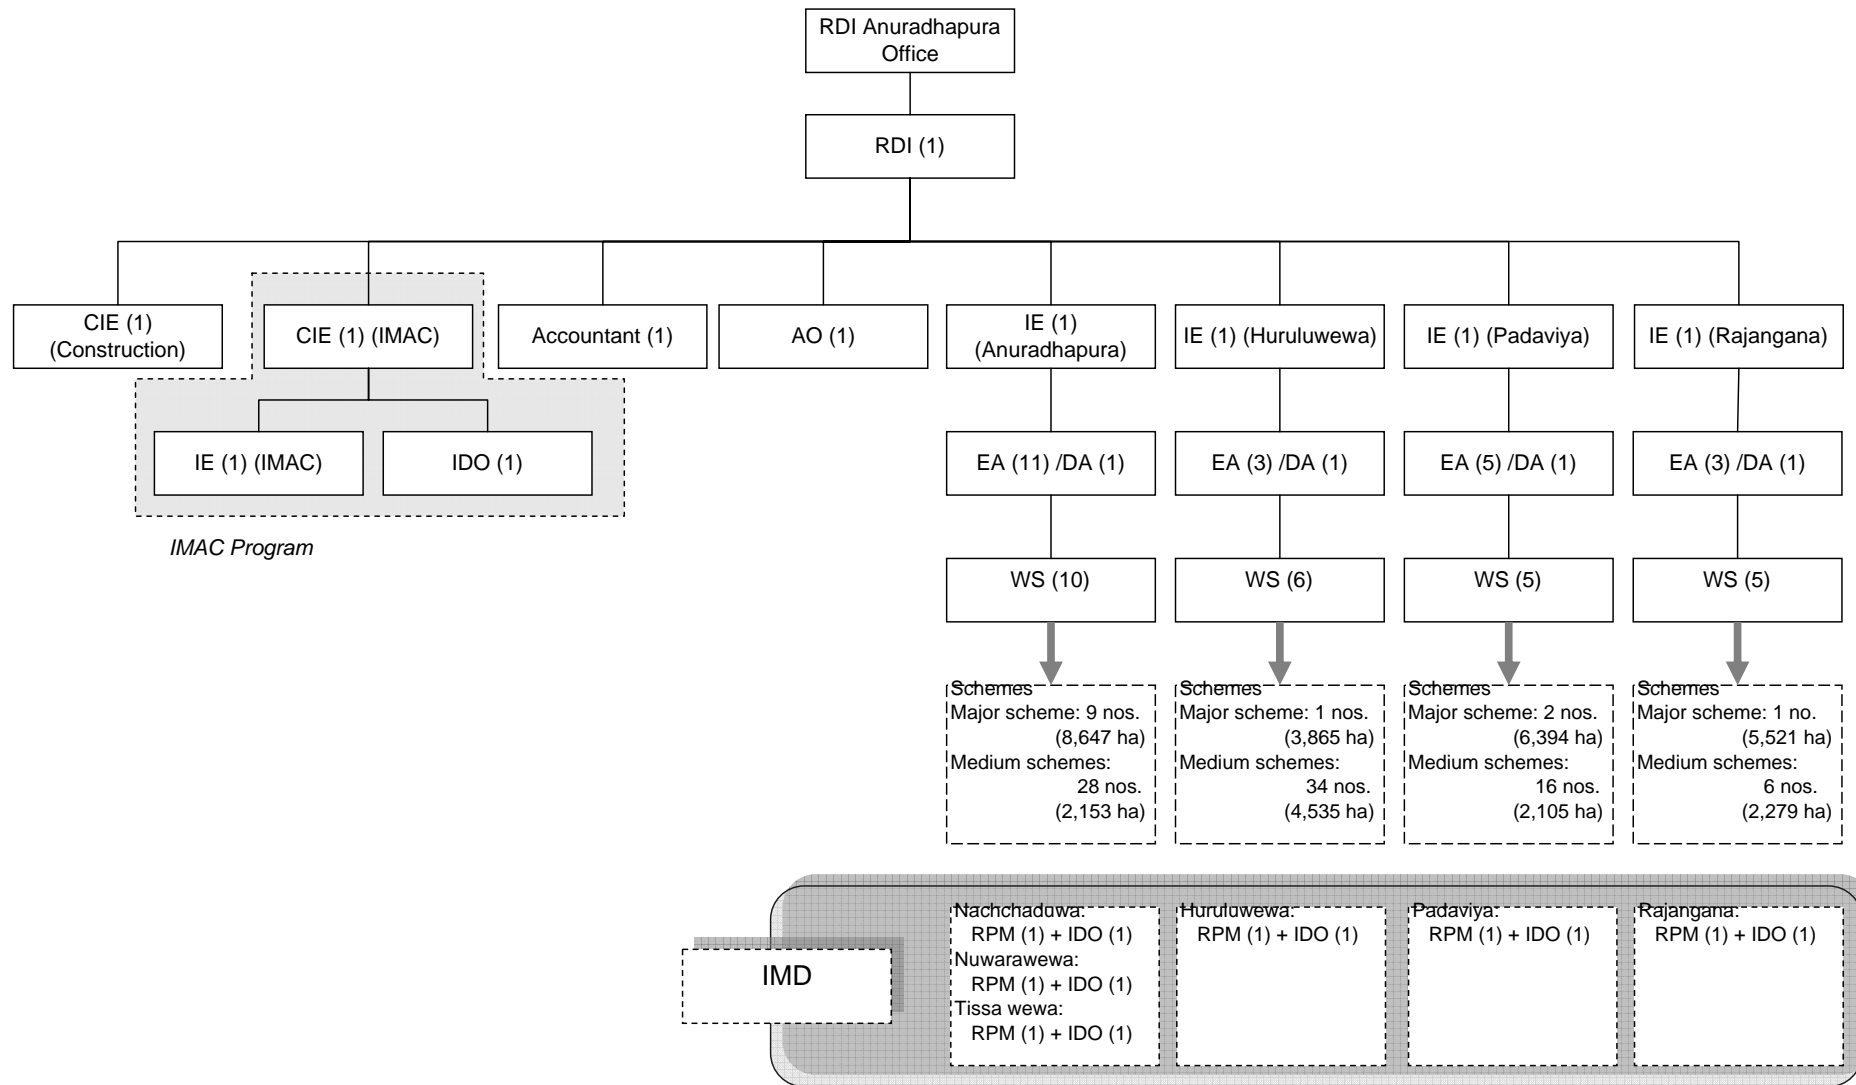 RDI Anuradhapura
Office
RDI (1)
CIE (1)
(Construction)
CIE (1) (IMAC)
Accountant (1)
AO (1)
IE (1)
(Anuradhapura)
IE (1) (Huruluwewa)
IE (1) (Padaviya)
IE (1) (Rajangana)
IE (1) (IMAC)
IDO (1)
EA (11) /DA (1)
EA (3) /DA (1)
EA (5) /DA (1)
EA (3) /DA (1)
IMAC Program
WS (10)
WS (6)
WS (5)
WS (5)
Schemes
Major scheme: 9 nos.
(8,647 ha)
Medium schemes:
28 nos.
(2,153 ha)
Schemes
Major scheme: 1 nos.
(3,865 ha)
Medium schemes:
34 nos.
(4,535 ha)
Schemes
Major scheme: 2 nos.
(6,394 ha)
Medium schemes:
16 nos.
(2,105 ha)
Schemes
Major scheme: 1 no.
(5,521 ha)
Medium schemes:
6 nos.
(2,279 ha)
IMD
Nachchaduwa:
RPM (1) + IDO (1)
Nuwarawewa:
RPM (1) + IDO (1)
Tissa wewa:
RPM (1) + IDO (1)
Huruluwewa:
RPM (1) + IDO (1)
Padaviya:
RPM (1) + IDO (1)
Rajangana:
RPM (1) + IDO (1)